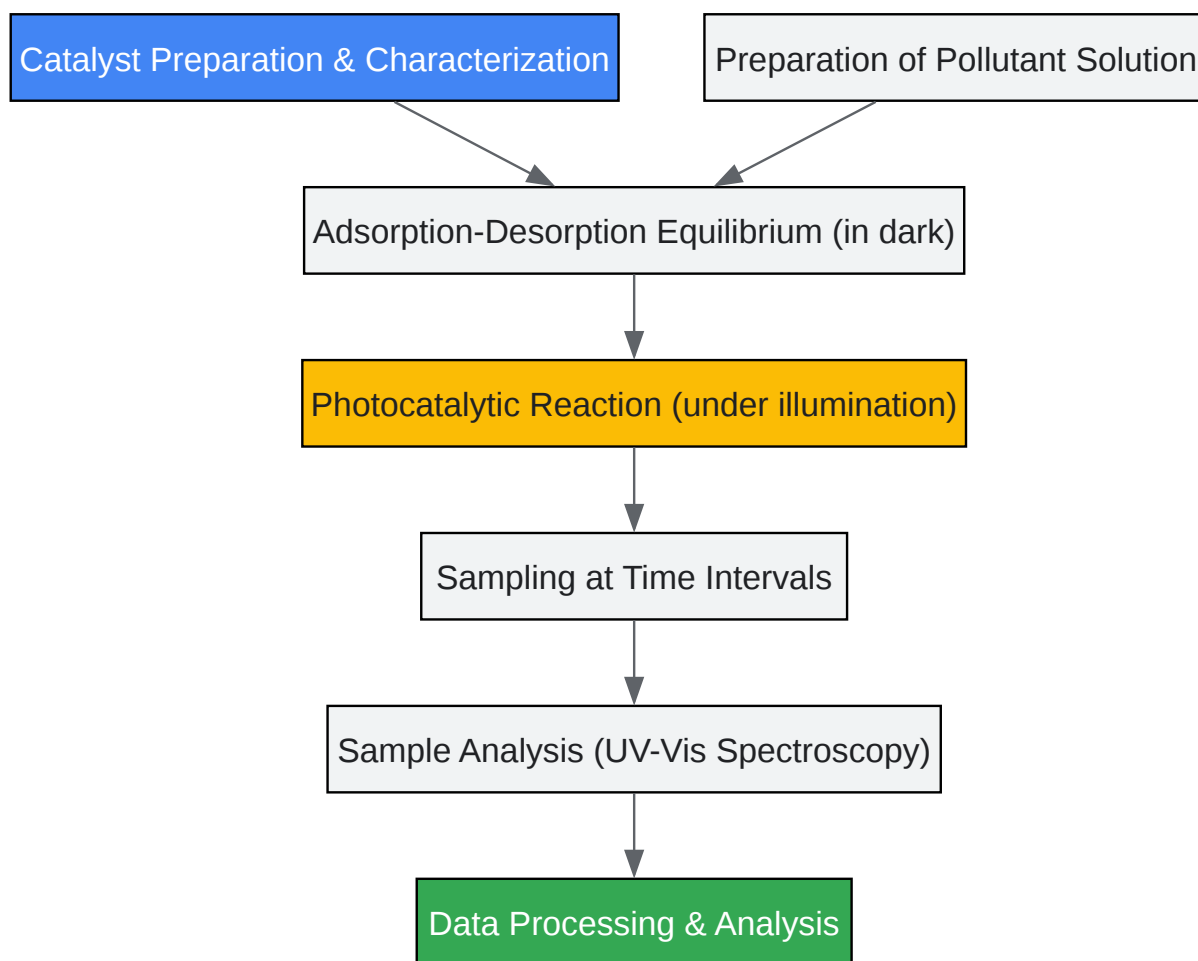 Catalyst Preparation & Characterization
Preparation of Pollutant Solution
Adsorption-Desorption Equilibrium (in dark)
Photocatalytic Reaction (under illumination)
Sampling at Time Intervals
Sample Analysis (UV-Vis Spectroscopy)
Data Processing & Analysis